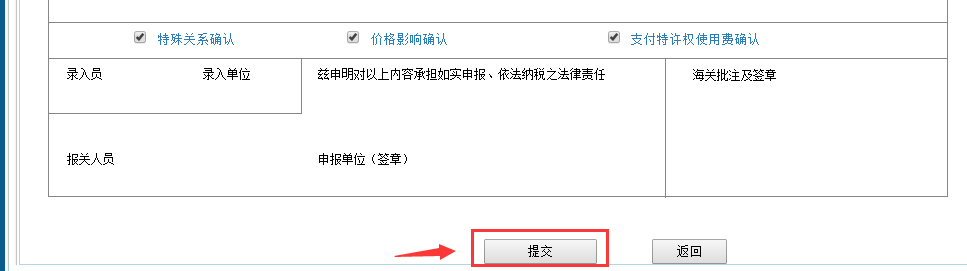 特殊关系确认 价格影响确认 支付特许权使用费确认
录入员 录入单位 兹申明对以上内容承担如实申报、依法纳税之法律责任 海关批注及签章
报关人员 申报单位（签章）
提交 返回